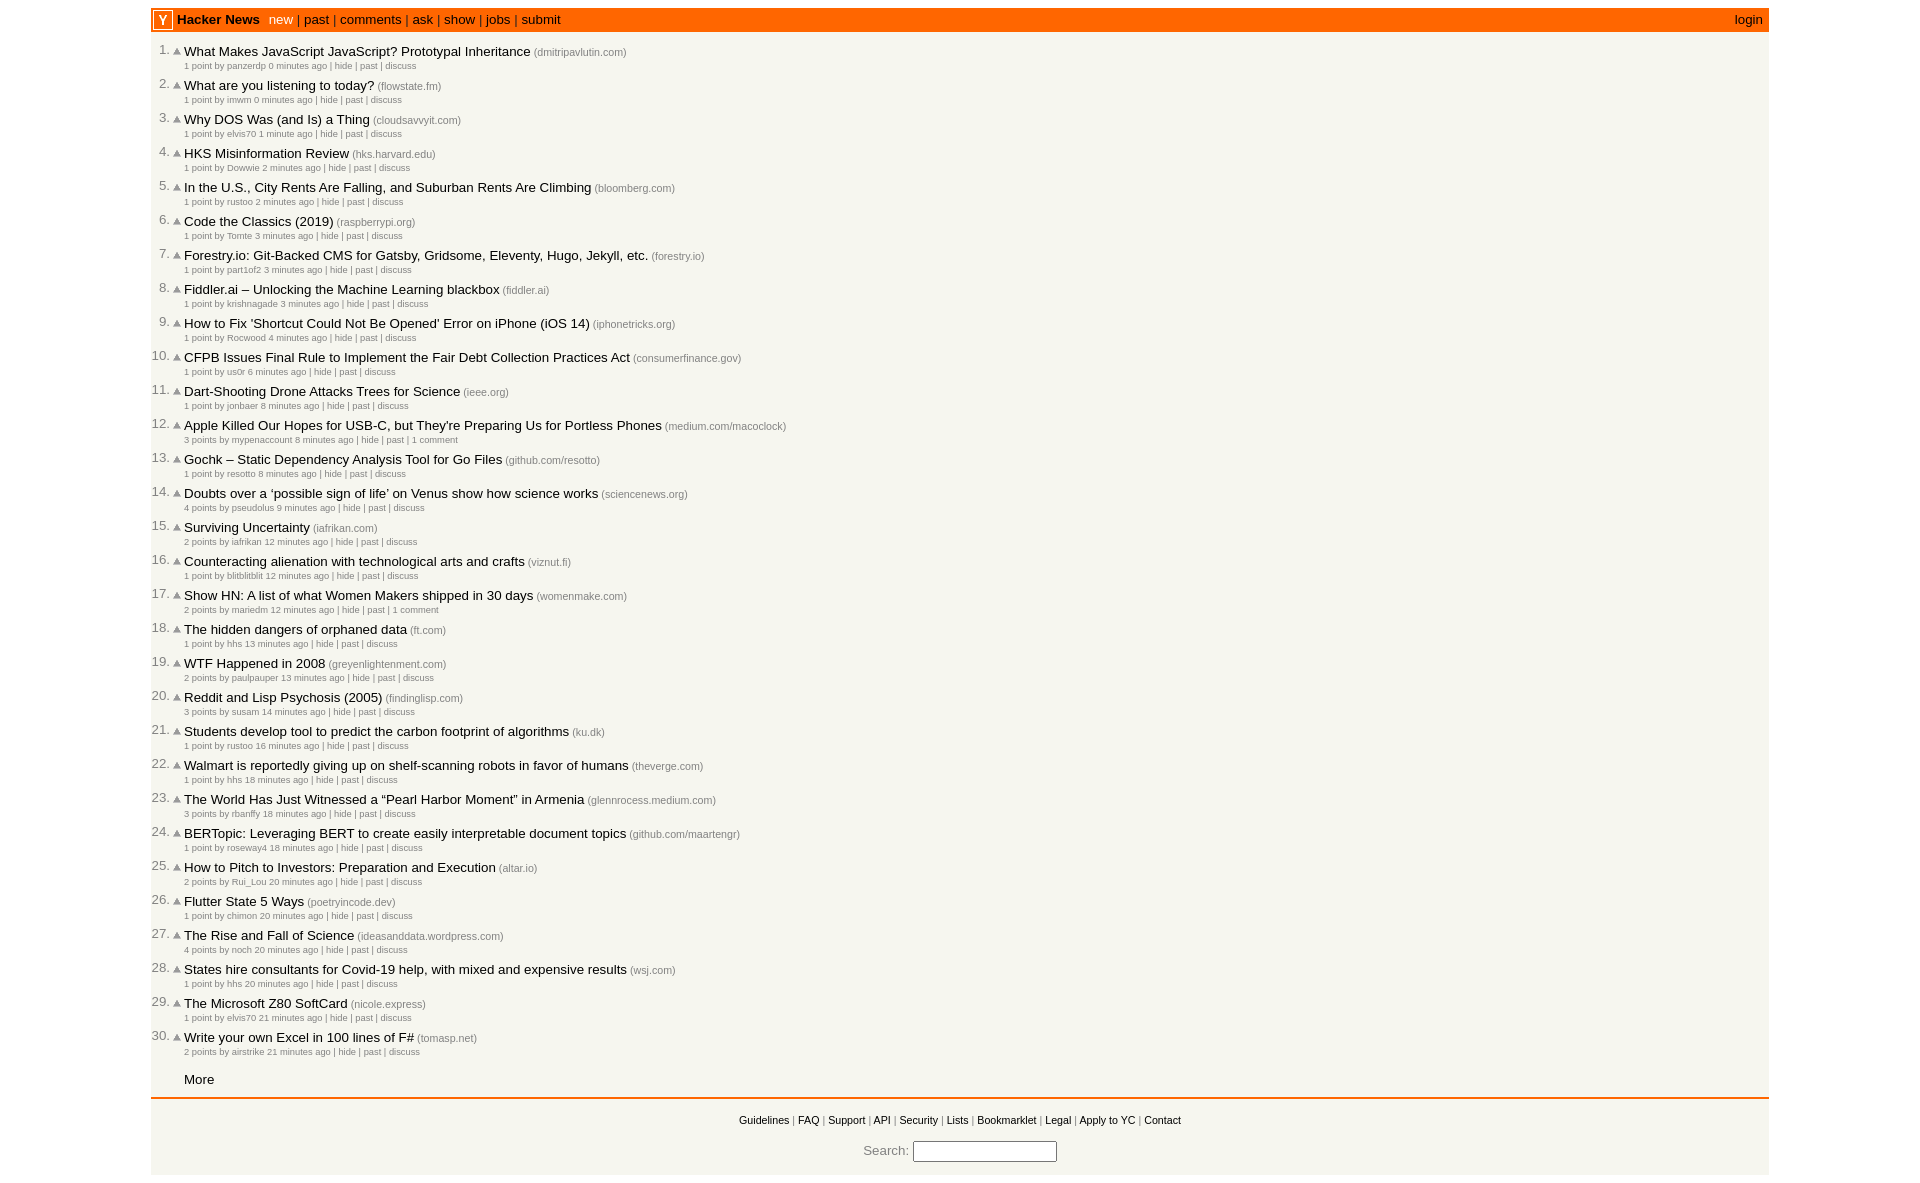 Y Hacker News new | past | comments | ask | show | jobs | submit login
1. What Makes JavaScript JavaScript? Prototypal Inheritance (dmitripavlutin.com)
1 point by panzerdp 0 minutes ago | hide | past | discuss
2. What are you listening to today? (flowstate.fm)
1 point by imwm 0 minutes ago | hide | past | discuss
3. Why DOS Was (and Is) a Thing (cloudsavvyit.com)
1 point by elvis70 1 minute ago | hide | past | discuss
4. HKS Misinformation Review (hks.harvard.edu)
1 point by Dowwie 2 minutes ago | hide | past | discuss
5. In the U.S., City Rents Are Falling, and Suburban Rents Are Climbing (bloomberg.com)
1 point by rustoo 2 minutes ago | hide | past | discuss
6. Code the Classics (2019) (raspberrypi.org)
1 point by Tomte 3 minutes ago | hide | past | discuss
7. Forestry.io: Git-Backed CMS for Gatsby, Gridsome, Eleventy, Hugo, Jekyll, etc. (forestry.io)
1 point by part1of2 3 minutes ago | hide | past | discuss
8. Fiddler.ai – Unlocking the Machine Learning blackbox (fiddler.ai)
1 point by krishnagade 3 minutes ago | hide | past | discuss
9. How to Fix 'Shortcut Could Not Be Opened' Error on iPhone (iOS 14) (iphonetricks.org)
1 point by Rocwood 4 minutes ago | hide | past | discuss
10. CFPB Issues Final Rule to Implement the Fair Debt Collection Practices Act (consumerfinance.gov)
1 point by us0r 6 minutes ago | hide | past | discuss
11. Dart-Shooting Drone Attacks Trees for Science (ieee.org)
1 point by jonbaer 8 minutes ago | hide | past | discuss
12. Apple Killed Our Hopes for USB-C, but They're Preparing Us for Portless Phones (medium.com/macoclock)
3 points by mypenaccount 8 minutes ago | hide | past | 1 comment
13. Gochk – Static Dependency Analysis Tool for Go Files (github.com/resotto)
1 point by resotto 8 minutes ago | hide | past | discuss
14. Doubts over a ‘possible sign of life’ on Venus show how science works (sciencenews.org)
4 points by pseudolus 9 minutes ago | hide | past | discuss
15. Surviving Uncertainty (iafrikan.com)
2 points by iafrikan 12 minutes ago | hide | past | discuss
16. Counteracting alienation with technological arts and crafts (viznut.fi)
1 point by blitblitblit 12 minutes ago | hide | past | discuss
17. Show HN: A list of what Women Makers shipped in 30 days (womenmake.com)
2 points by mariedm 12 minutes ago | hide | past | 1 comment
18. The hidden dangers of orphaned data (ft.com)
1 point by hhs 13 minutes ago | hide | past | discuss
19. WTF Happened in 2008 (greyenlightenment.com)
2 points by paulpauper 13 minutes ago | hide | past | discuss
20. Reddit and Lisp Psychosis (2005) (findinglisp.com)
3 points by susam 14 minutes ago | hide | past | discuss
21. Students develop tool to predict the carbon footprint of algorithms (ku.dk)
1 point by rustoo 16 minutes ago | hide | past | discuss
22. Walmart is reportedly giving up on shelf-scanning robots in favor of humans (theverge.com)
1 point by hhs 18 minutes ago | hide | past | discuss
23. The World Has Just Witnessed a “Pearl Harbor Moment” in Armenia (glennrocess.medium.com)
3 points by rbanffy 18 minutes ago | hide | past | discuss
24. BERTopic: Leveraging BERT to create easily interpretable document topics (github.com/maartengr)
1 point by roseway4 18 minutes ago | hide | past | discuss
25. How to Pitch to Investors: Preparation and Execution (altar.io)
2 points by Rui_Lou 20 minutes ago | hide | past | discuss
26. Flutter State 5 Ways (poetryincode.dev)
1 point by chimon 20 minutes ago | hide | past | discuss
27. The Rise and Fall of Science (ideasanddata.wordpress.com)
4 points by noch 20 minutes ago | hide | past | discuss
28. States hire consultants for Covid-19 help, with mixed and expensive results (wsj.com)
1 point by hhs 20 minutes ago | hide | past | discuss
29. The Microsoft Z80 SoftCard (nicole.express)
1 point by elvis70 21 minutes ago | hide | past | discuss
30. Write your own Excel in 100 lines of F# (tomasp.net)
2 points by airstrike 21 minutes ago | hide | past | discuss
More
Guidelines | FAQ | Support | API | Security | Lists | Bookmarklet | Legal | Apply to YC | Contact
Search: